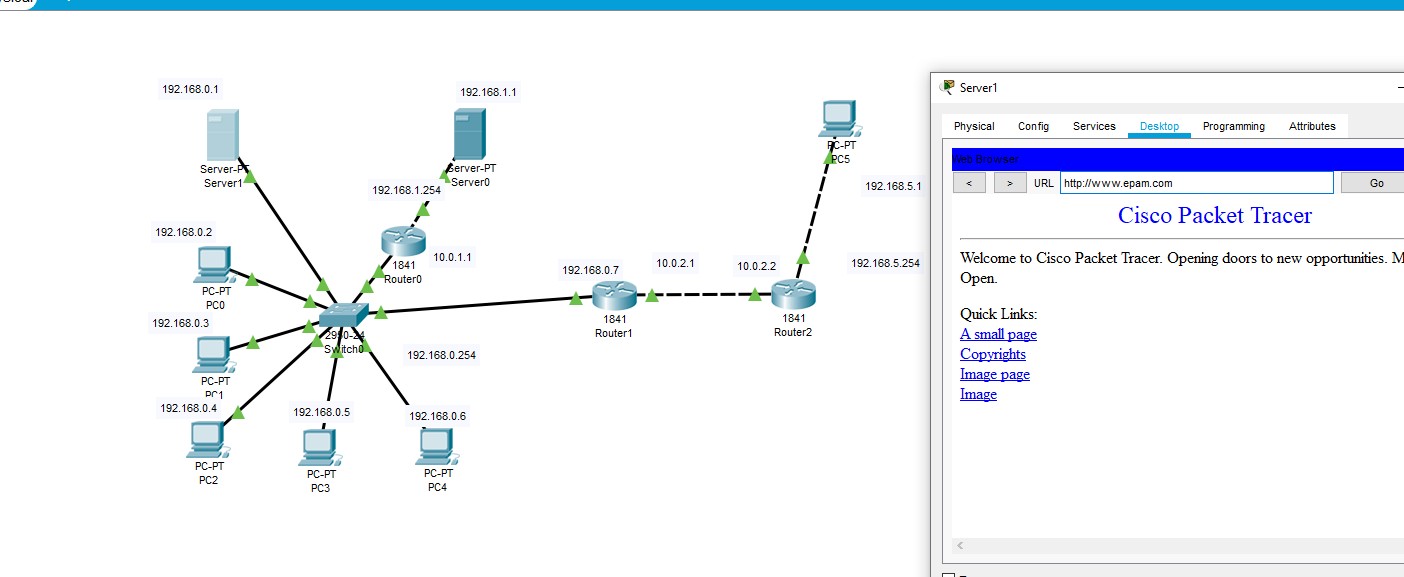 192.168.0.1
192.168.1.1
Server-PT
Server1
Server-PT
Server0
192.168.1.254
192.168.0.2
10.0.1.1
1841
Router0
PC-PT
PC0
192.168.0.3
2950-24
Switch0
PC-PT
PC1
192.168.0.254
192.168.0.4
192.168.0.5
192.168.0.6
PC-PT
PC2
PC-PT
PC3
PC-PT
PC4
192.168.0.7
10.0.2.1
10.0.2.2
1841
Router1
1841
Router2
PC-PT
PC5
192.168.5.1
192.168.5.254
Server1
Physical Config Services Desktop Programming Attributes
Web Browser
< > URL http://www.epam.com Go
Cisco Packet Tracer
Welcome to Cisco Packet Tracer. Opening doors to new opportunities. M
Open.
Quick Links:
A small page
Copyrights
Image page
Image